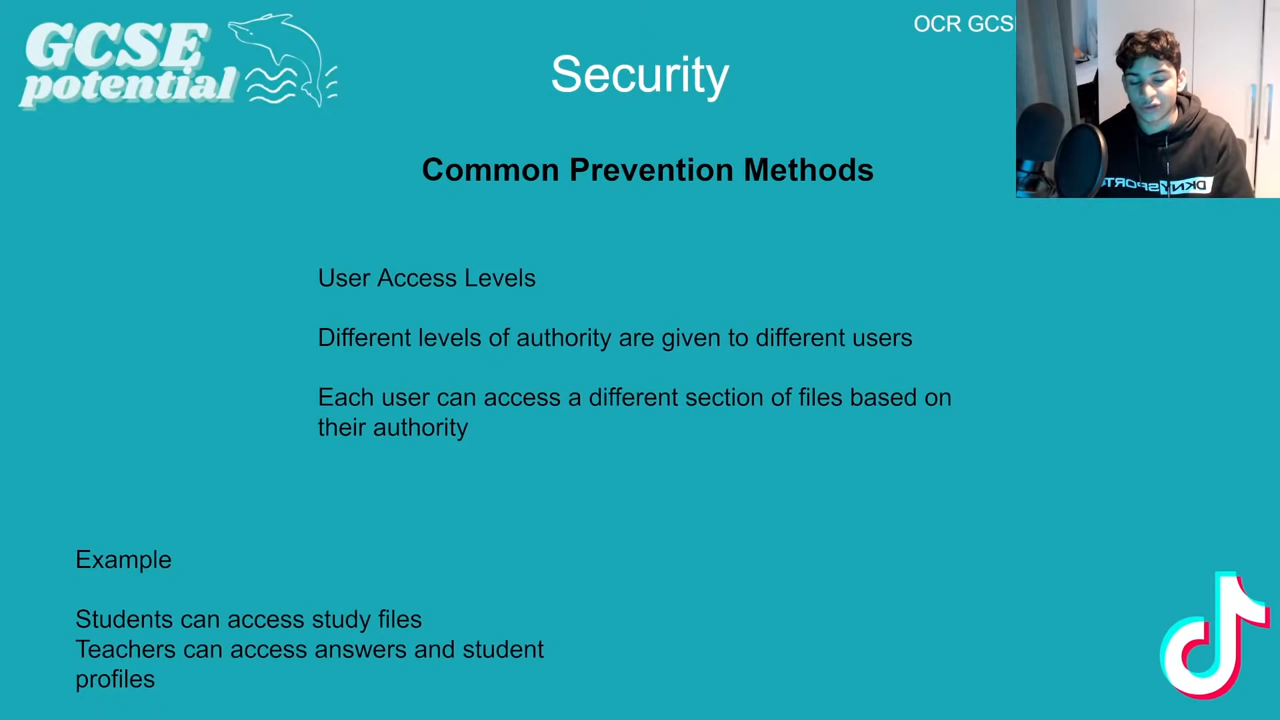 GCSE
potential
OCR GCS
Security
Common Prevention Methods
User Access Levels
Different levels of authority are given to different users
Each user can access a different section of files based on
their authority
Example
Students can access study files
Teachers can access answers and student
profiles
DKNY SPORT